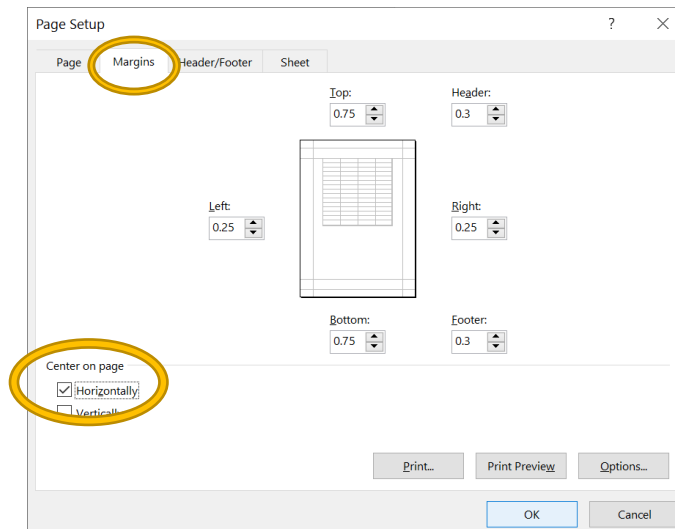 Page Setup ? ×
Page Margins Header/Footer Sheet
Top: Header:
0.75 0.3
Left: Right:
0.25 0.25
Bottom: Footer:
0.75 0.3
Center on page
Horizontally
Vertically
Print... Print Preview Options...
OK Cancel